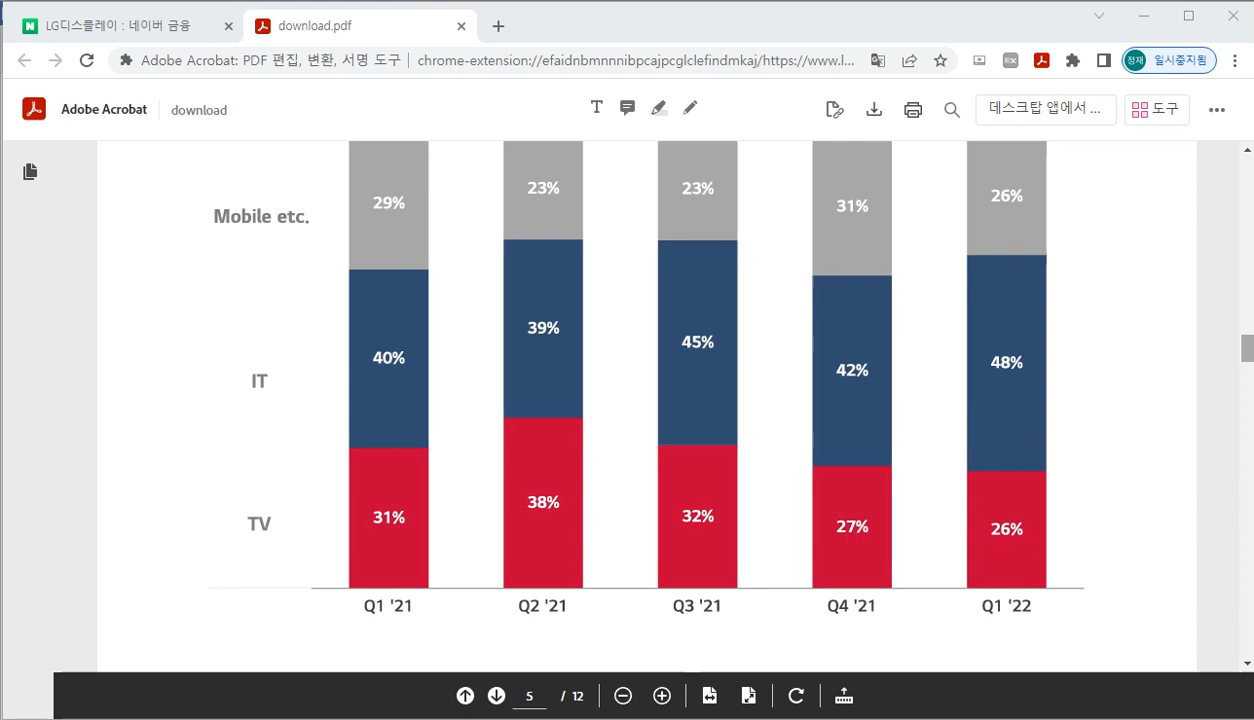 LG디스플레이 : 네이버 금융
download.pdf
Adobe Acrobat: PDF 편집, 변환, 서명 도구
chrome-extension://efaidnbmnnnibpcajpcglclefindmkaj/https://www.l...
정재
일시중지됨
Adobe Acrobat
download
데스크탑 앱에서 ...
도구
29%
23%
23%
31%
26%
Mobile etc.
40%
39%
45%
42%
48%
IT
31%
38%
32%
27%
26%
TV
Q1 '21
Q2 '21
Q3 '21
Q4 '21
Q1 '22
5 / 12